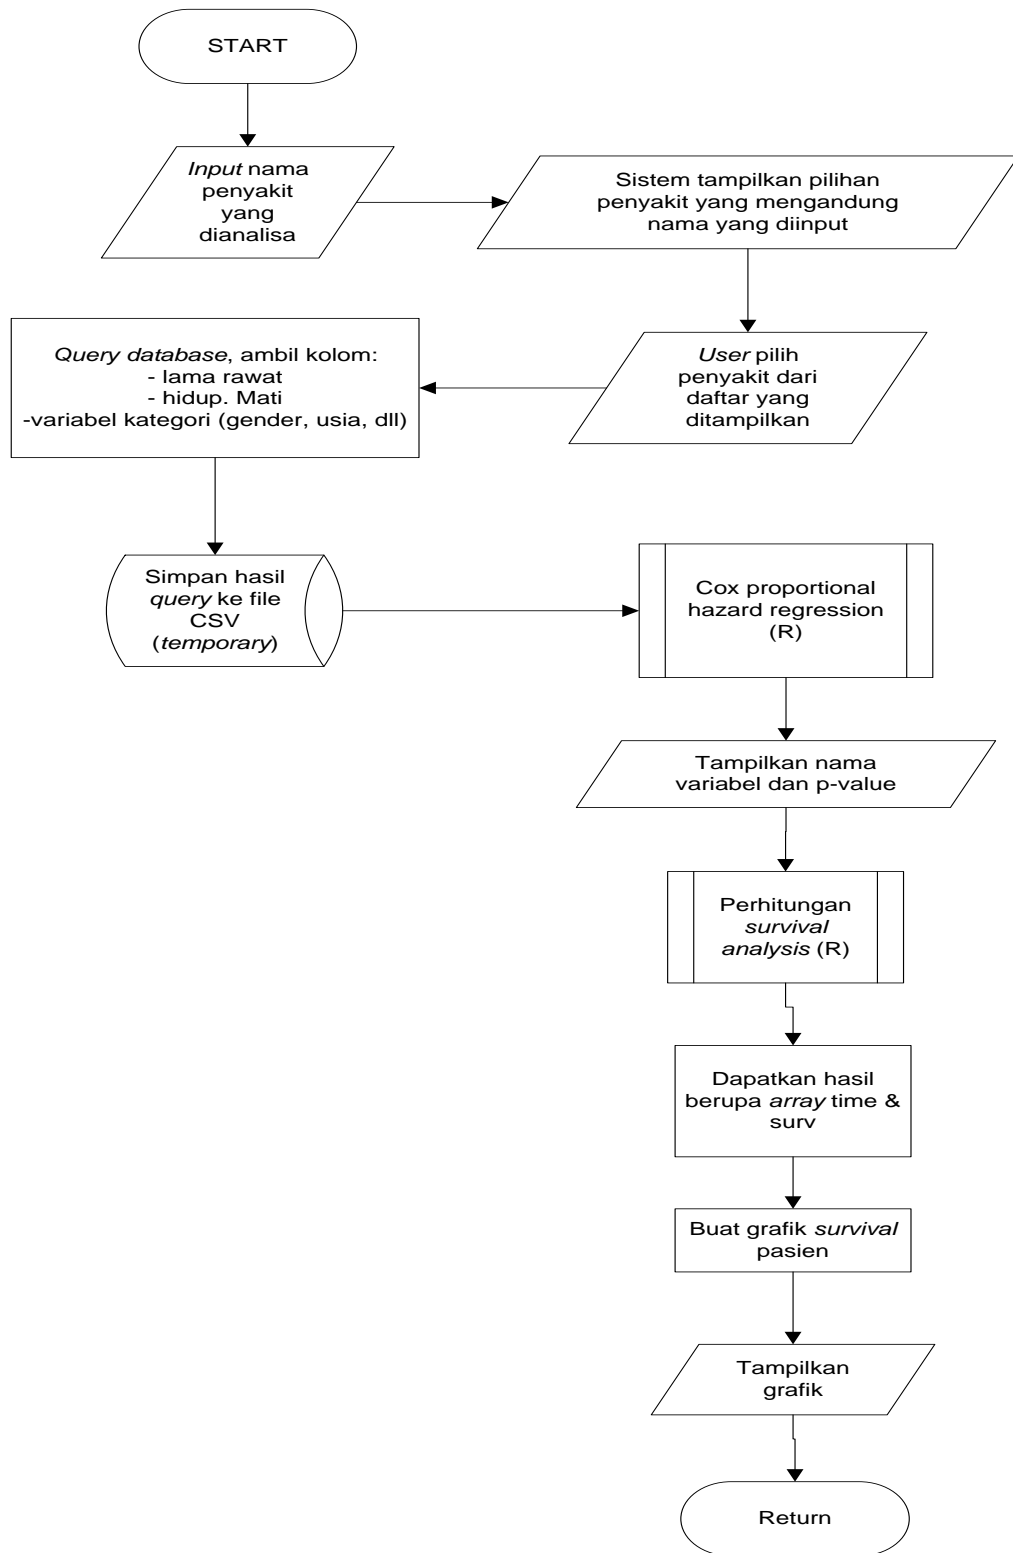 START
Input nama
penyakit
yang
dianalisa
Sistem tampilkan pilihan
penyakit yang mengandung
nama yang diinput
User pilih
penyakit dari
daftar yang
ditampilkan
Query database, ambil kolom:
- lama rawat
- hidup. Mati
-variabel kategori (gender, usia, dll)
Simpan hasil
query ke file
CSV
(temporary)
Cox proportional
hazard regression
(R)
Tampilkan nama
variabel dan p-value
Perhitungan
survival
analysis (R)
Dapatkan hasil
berupa array time &
surv
Buat grafik survival
pasien
Tampilkan
grafik
Return